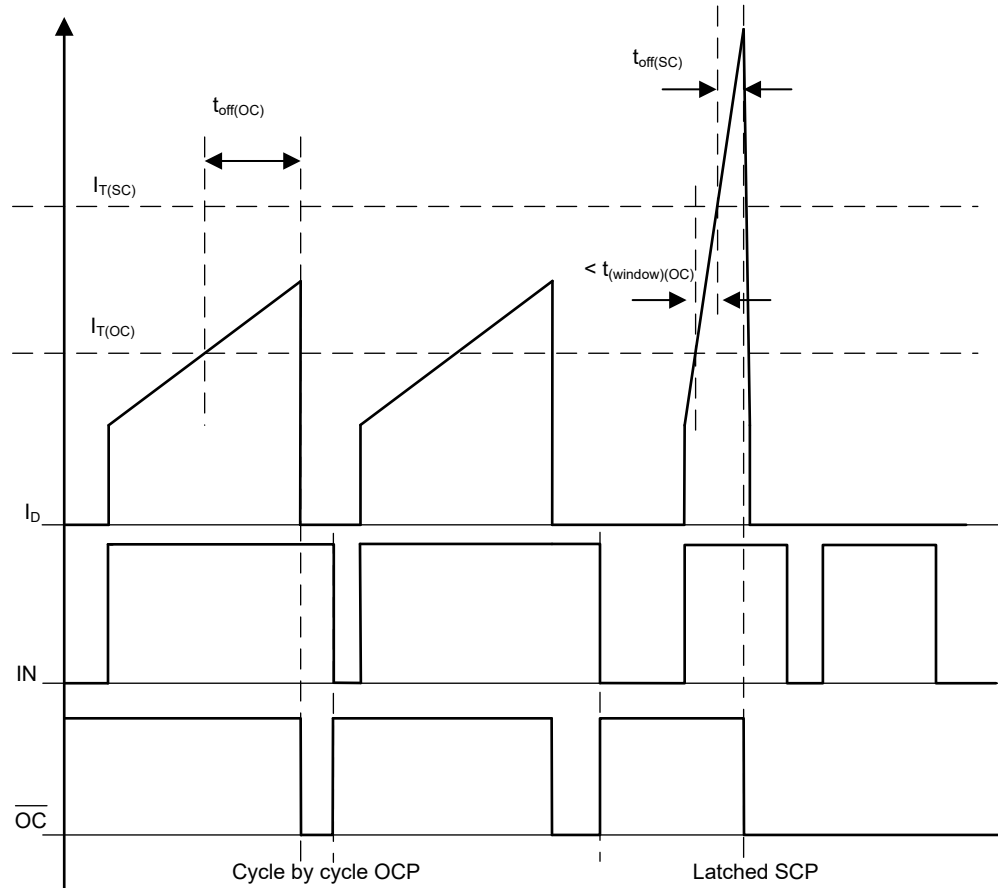 t_off(SC)
t_off(OC)
I_T(SC)
< t_(window)(OC)
I_T(OC)
I_D
IN
O̅C̅
Cycle by cycle OCP
Latched SCP